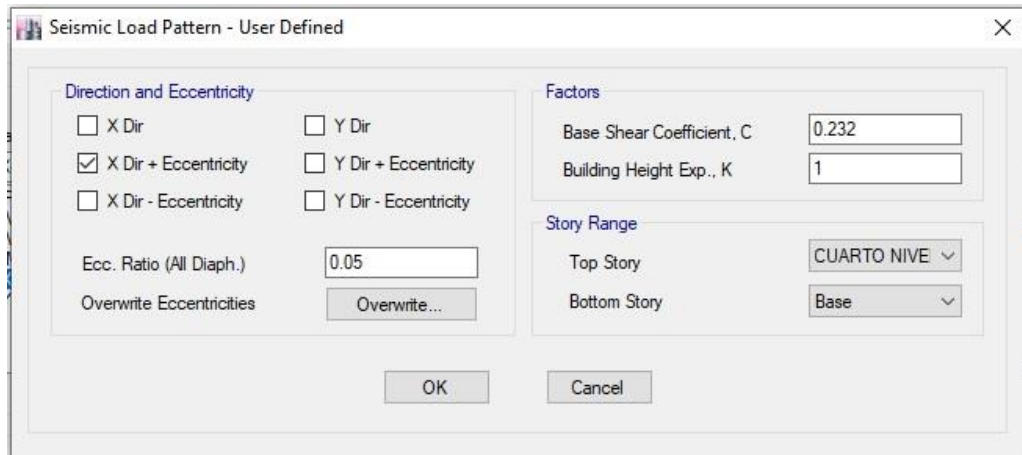 Seismic Load Pattern - User Defined
Direction and Eccentricity
X Dir
Y Dir
X Dir + Eccentricity
Y Dir + Eccentricity
X Dir - Eccentricity
Y Dir - Eccentricity
Ecc. Ratio (All Diaph.)
0.05
Overwrite Eccentricities
Overwrite...
Factors
Base Shear Coefficient, C
0.232
Building Height Exp., K
1
Story Range
Top Story
CUARTO NIVE
Bottom Story
Base
OK
Cancel